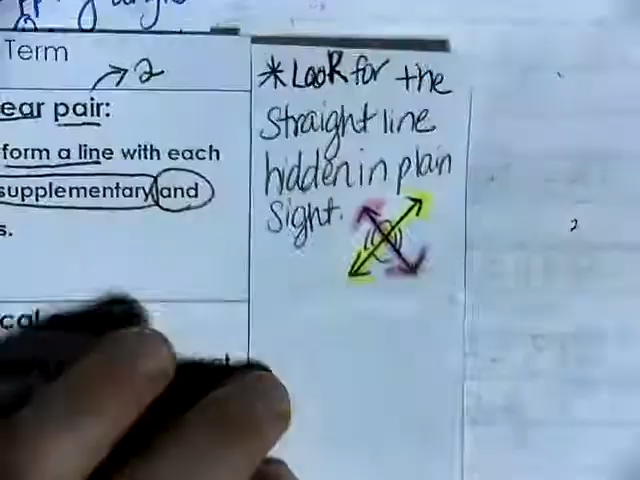 Term
2
ear pair:
form a line with each
supplementary and
s.
cal
* Look for the
straight line
hidden in plain
sight.
2